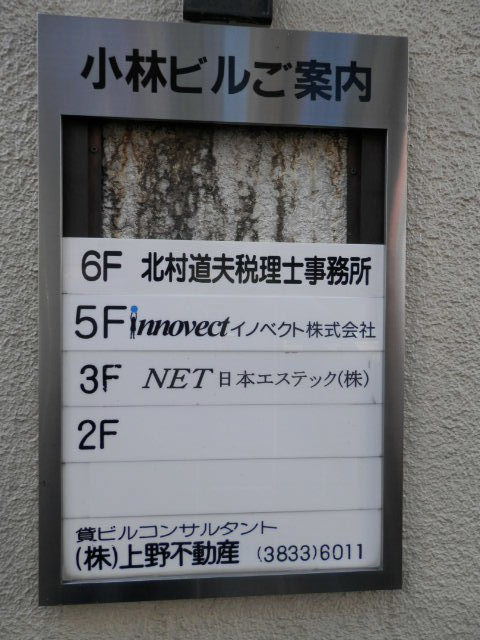 小林ビルご案内
6F 北村道夫税理士事務所
5F innovect イノベクト株式会社
3F NET 日本エステック(株)
2F
貸ビルコンサルタント
(株)上野不動産 (3833)6011